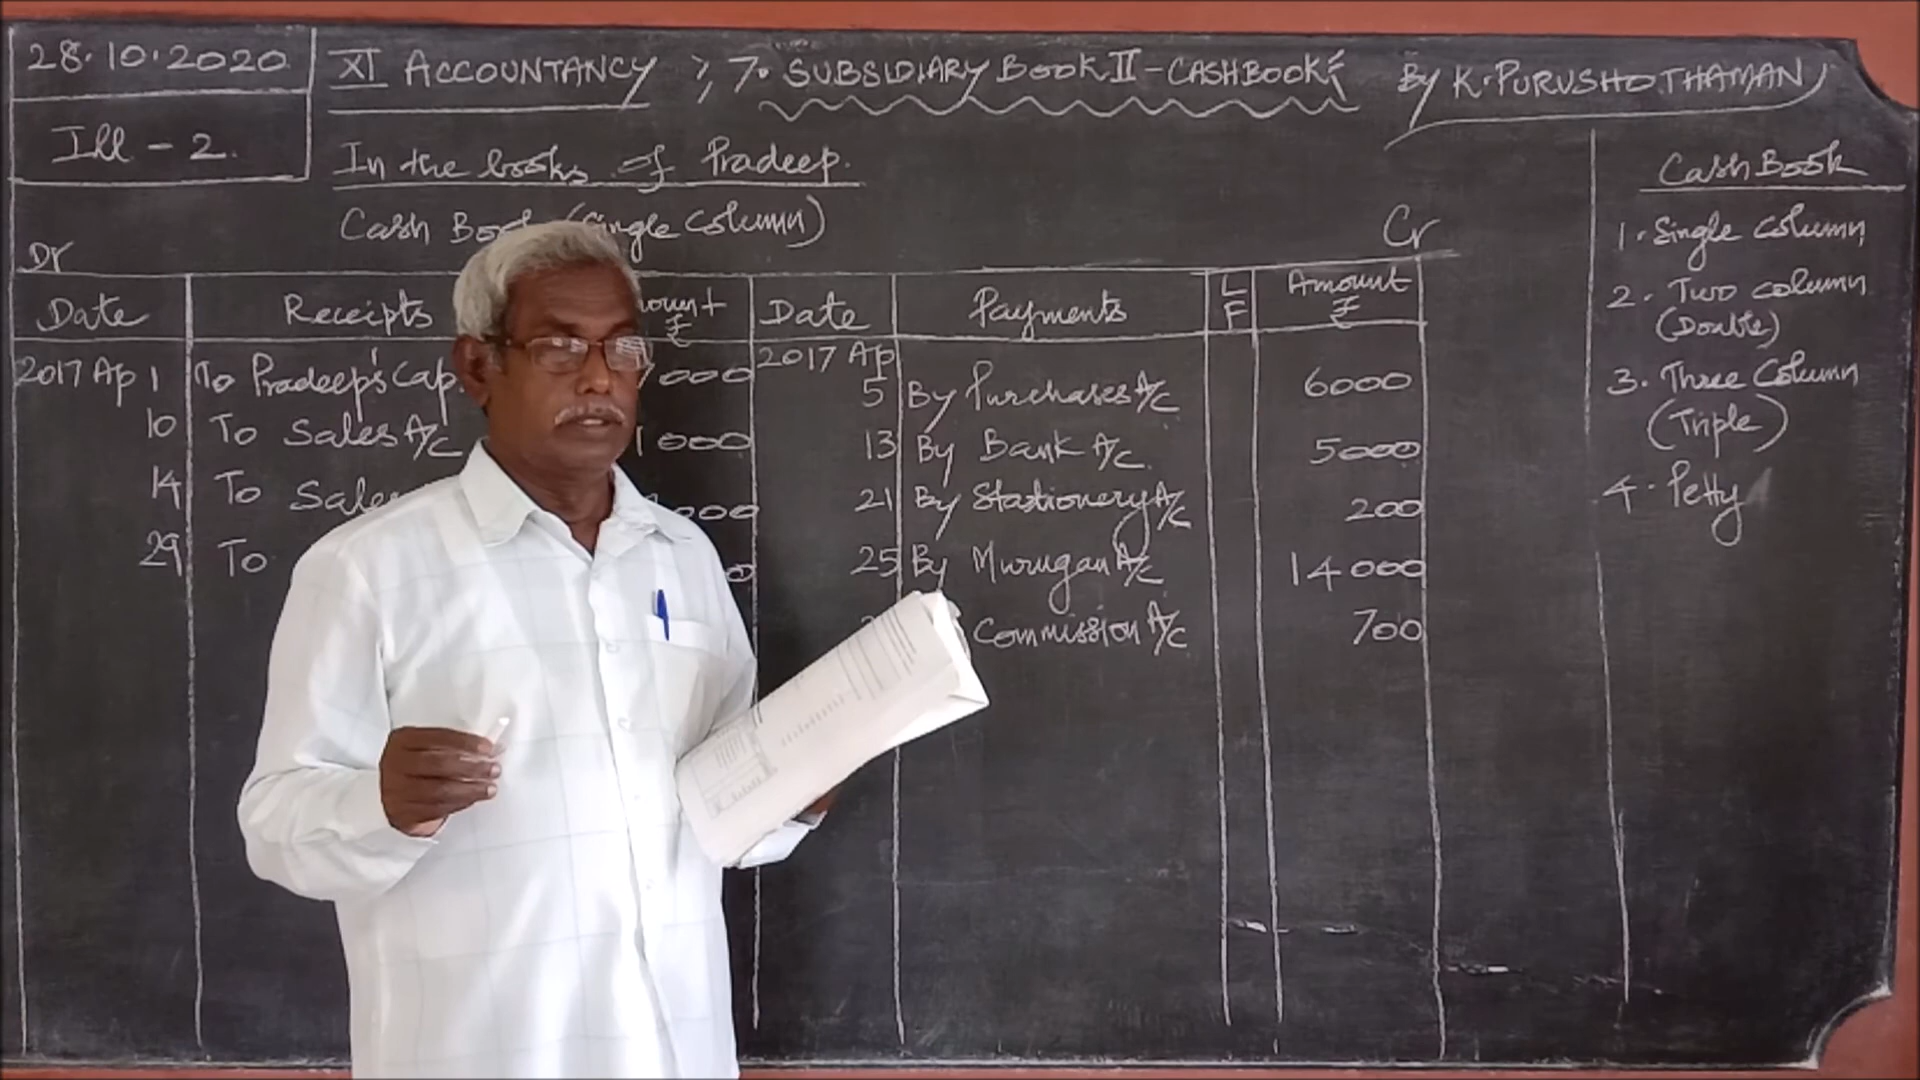 28.10.2020
XI ACCOUNTANCY ; 7. SUBSIDIARY BOOK II - CASHBOOK By K. PURUSHOTHAMAN
Ill - 2.
In the books of Pradeep.
Cash Book (Single Column)
Dr Cr
Date Receipts Date Payments LF Amount ₹
2017 Ap 1 To Pradeep's Cap. 2017 Ap
5 By Purchases A/c 6000
10 To Sales A/c 13 By Bank A/c 5000
14 To Sales 21 By Stationery A/c 200
29 To 25 By Murugan A/c 14000
Commission A/c 700
Cash Book
1. Single Column
2. Two column
(Double)
3. Three Column
(Triple)
4. Petty